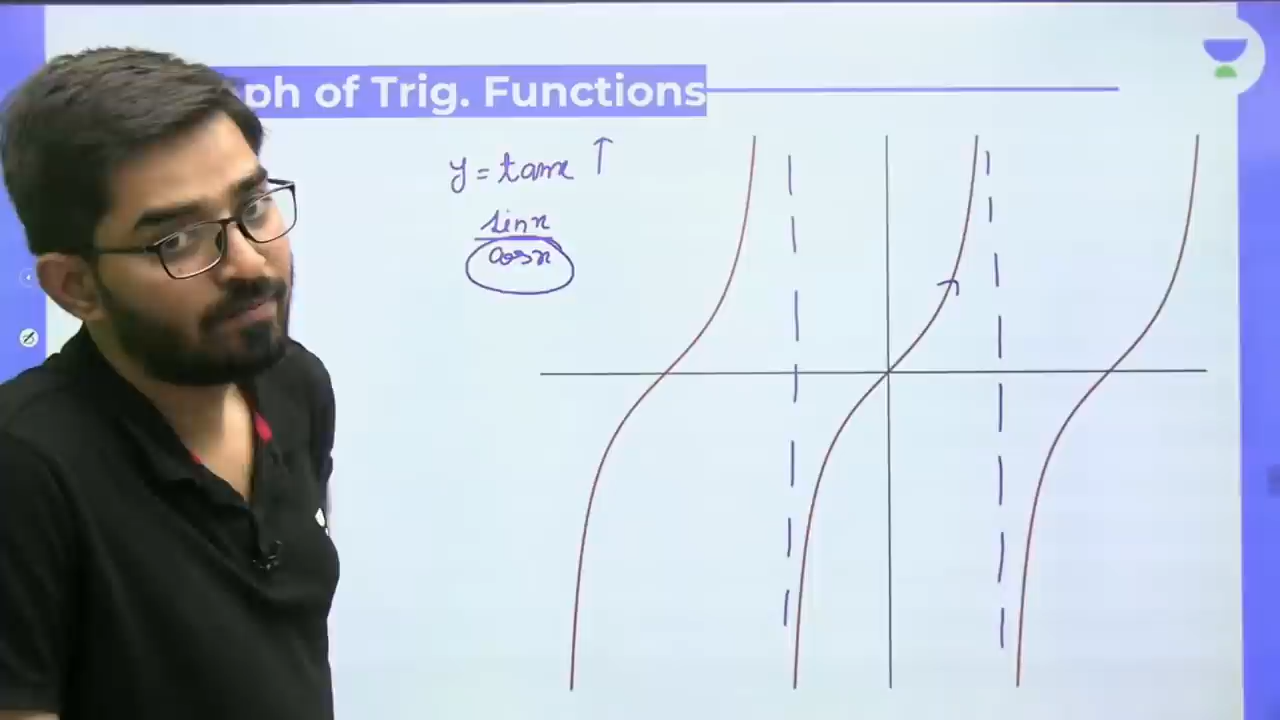 ph of Trig. Functions
y = tanx ↑
sinx
cosx